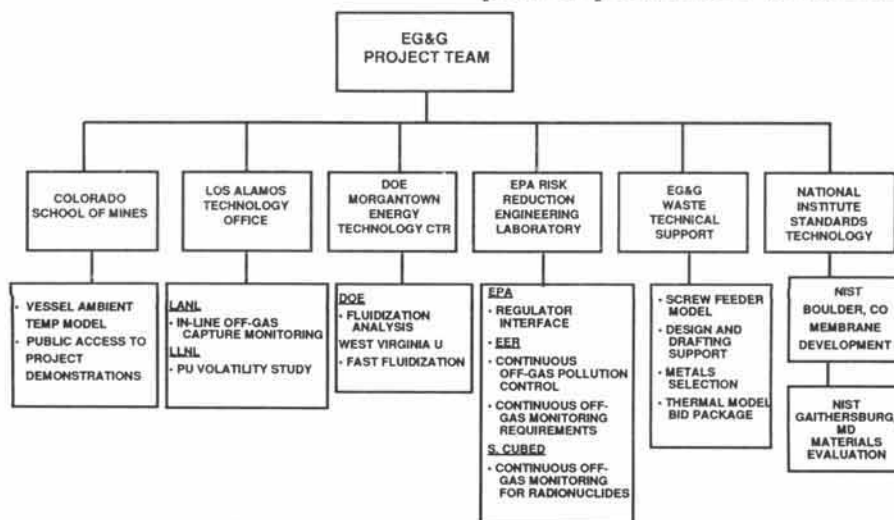 EG&G
PROJECT TEAM
COLORADO
SCHOOL OF MINES
LOS ALAMOS
TECHNOLOGY
OFFICE
DOE
MORGANTOWN
ENERGY
TECHNOLOGY CTR
EPA RISK
REDUCTION
ENGINEERING
LABORATORY
EG&G
WASTE
TECHNICAL
SUPPORT
NATIONAL
INSTITUTE
STANDARDS
TECHNOLOGY
• VESSEL AMBIENT
TEMP MODEL
• PUBLIC ACCESS TO
PROJECT
DEMONSTRATIONS
LANL
• IN-LINE OFF-GAS
CAPTURE MONITORING
LLNL
• PU VOLATILITY STUDY
DOE
• FLUIDIZATION
ANALYSIS
WEST VIRGINIA U
• FAST FLUIDIZATION
EPA
• REGULATOR
INTERFACE
• EER
• CONTINUOUS
OFF-GAS POLLUTION
CONTROL
• CONTINUOUS OFF-
GAS MONITORING
REQUIREMENTS
S. CUBED
• CONTINUOUS OFF-
GAS MONITORING
FOR RADIONUCLIDES
• SCREW FEEDER
MODEL
• DESIGN AND
DRAFTING
SUPPORT
• METALS
SELECTION
• THERMAL MODEL
BID PACKAGE
NIST
BOULDER, CO
MEMBRANE
DEVELOPMENT
NIST
GAITHERSBURG,
MD
MATERIALS
EVALUATION